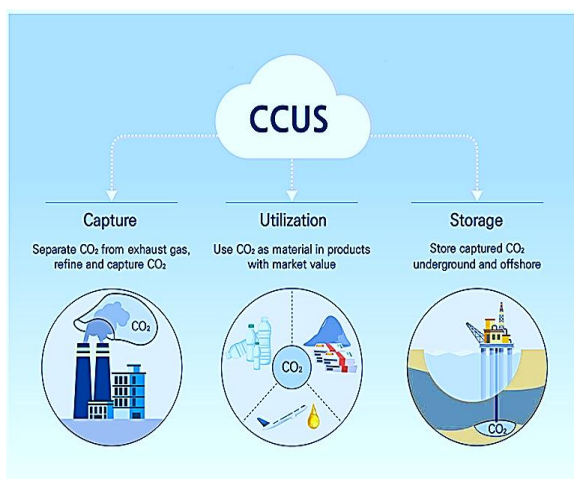 CCUS
Capture
Separate CO₂ from exhaust gas,
refine and capture CO₂
CO₂
Utilization
Use CO₂ as material in products
with market value
CO₂
Storage
Store captured CO₂
underground and offshore
CO₂